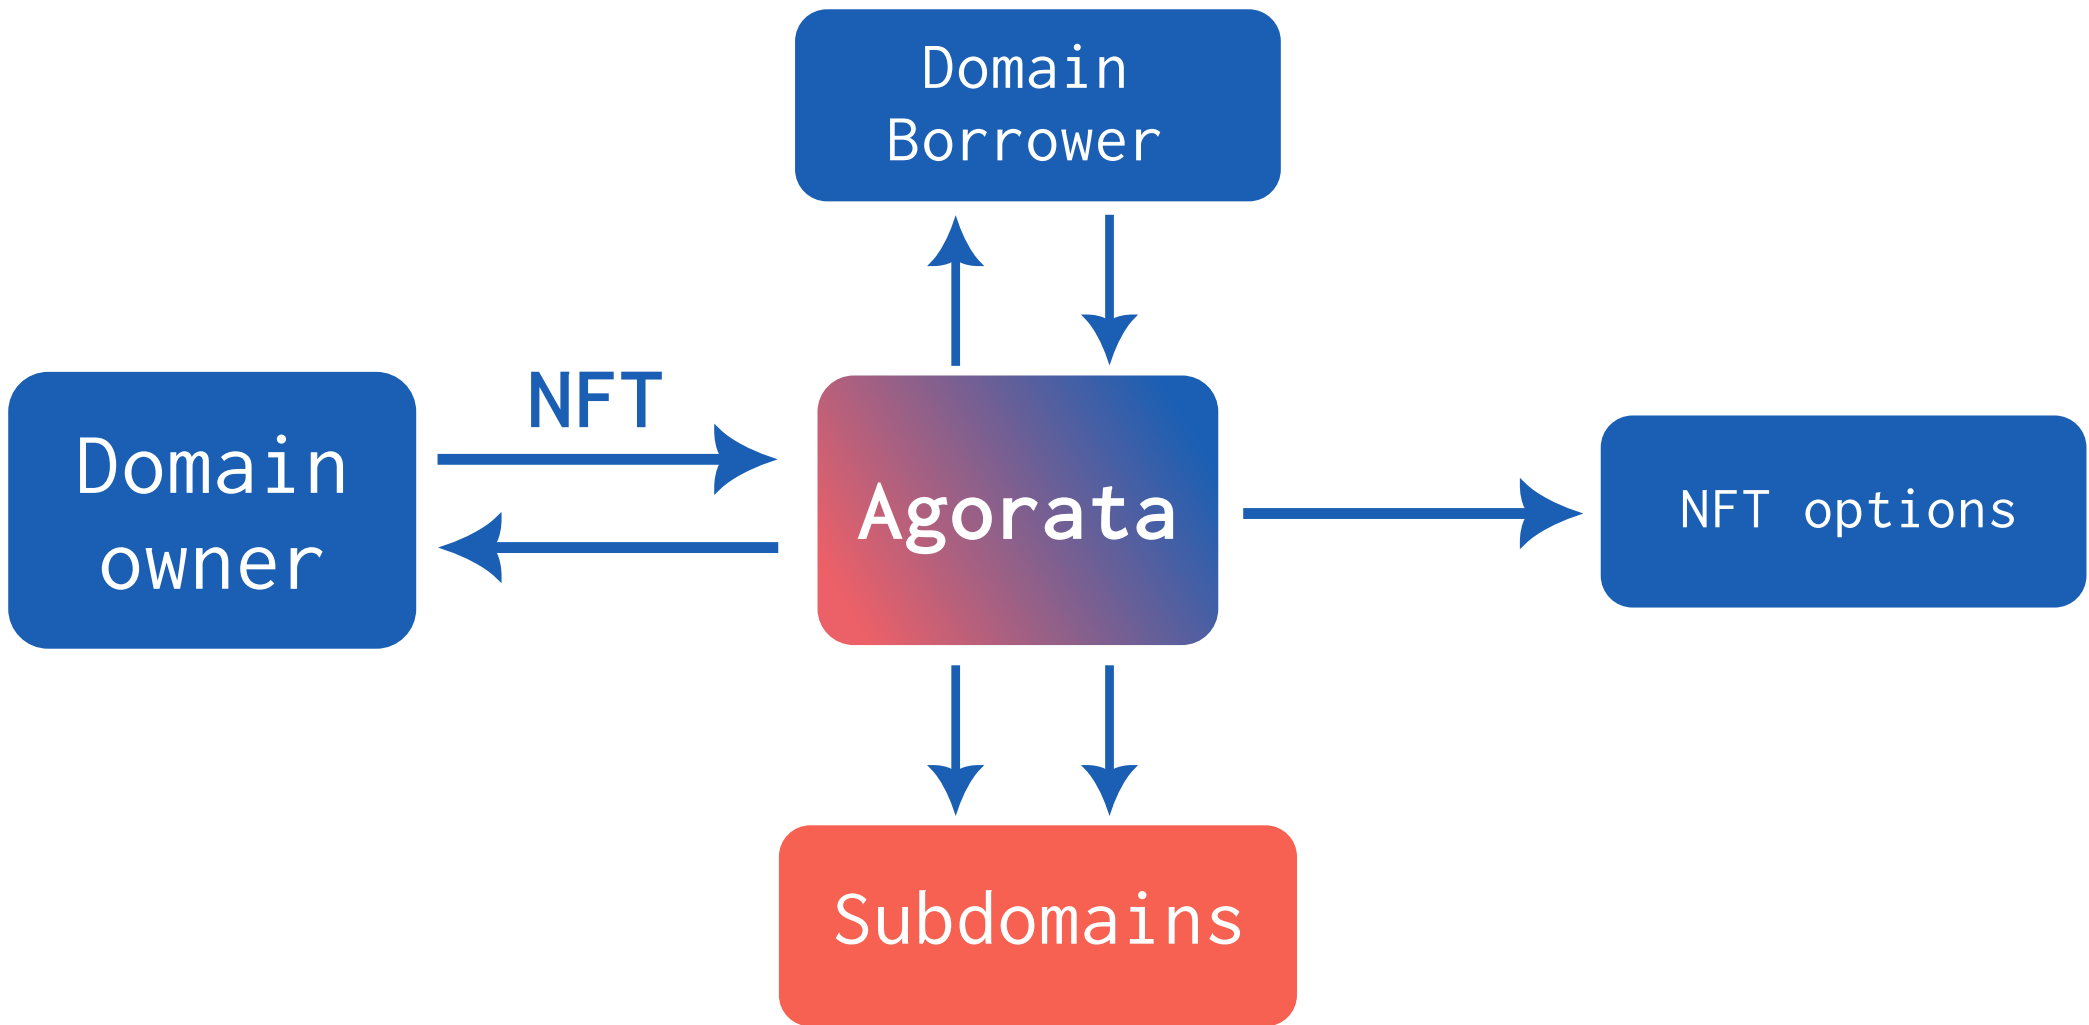 Domain
Borrower
NFT
Domain
owner
Agorata
NFT options
Subdomains